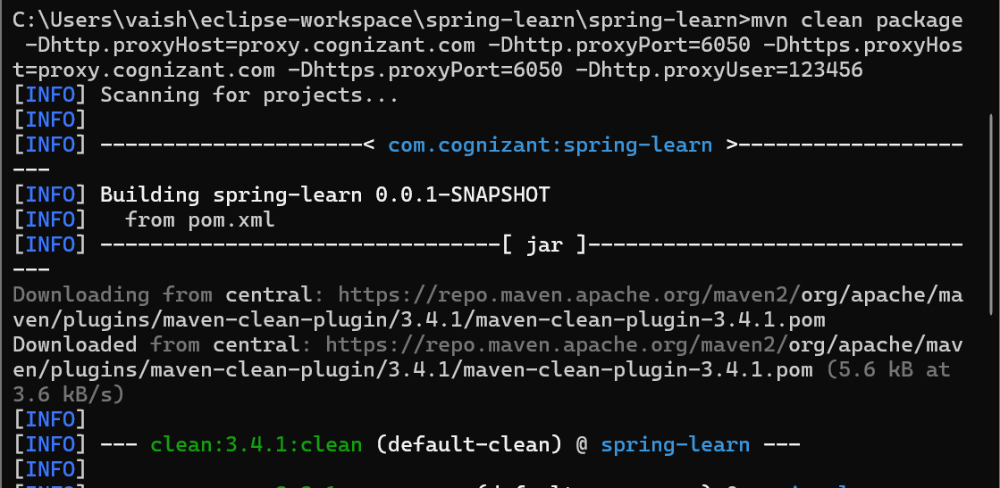 C:\Users\vaish\eclipse-workspace\spring-learn\spring-learn>mvn clean package
 -Dhttp.proxyHost=proxy.cognizant.com -Dhttp.proxyPort=6050 -Dhttps.proxyHos
t=proxy.cognizant.com -Dhttps.proxyPort=6050 -Dhttp.proxyUser=123456
[INFO] Scanning for projects...
[INFO]
[INFO] ---------------------< com.cognizant:spring-learn >------------------
---
[INFO] Building spring-learn 0.0.1-SNAPSHOT
[INFO]   from pom.xml
[INFO] --------------------------------[ jar ]------------------------------
---
Downloading from central: https://repo.maven.apache.org/maven2/org/apache/ma
ven/plugins/maven-clean-plugin/3.4.1/maven-clean-plugin-3.4.1.pom
Downloaded from central: https://repo.maven.apache.org/maven2/org/apache/mav
en/plugins/maven-clean-plugin/3.4.1/maven-clean-plugin-3.4.1.pom (5.6 kB at
3.6 kB/s)
[INFO]
[INFO] --- clean:3.4.1:clean (default-clean) @ spring-learn ---
[INFO]